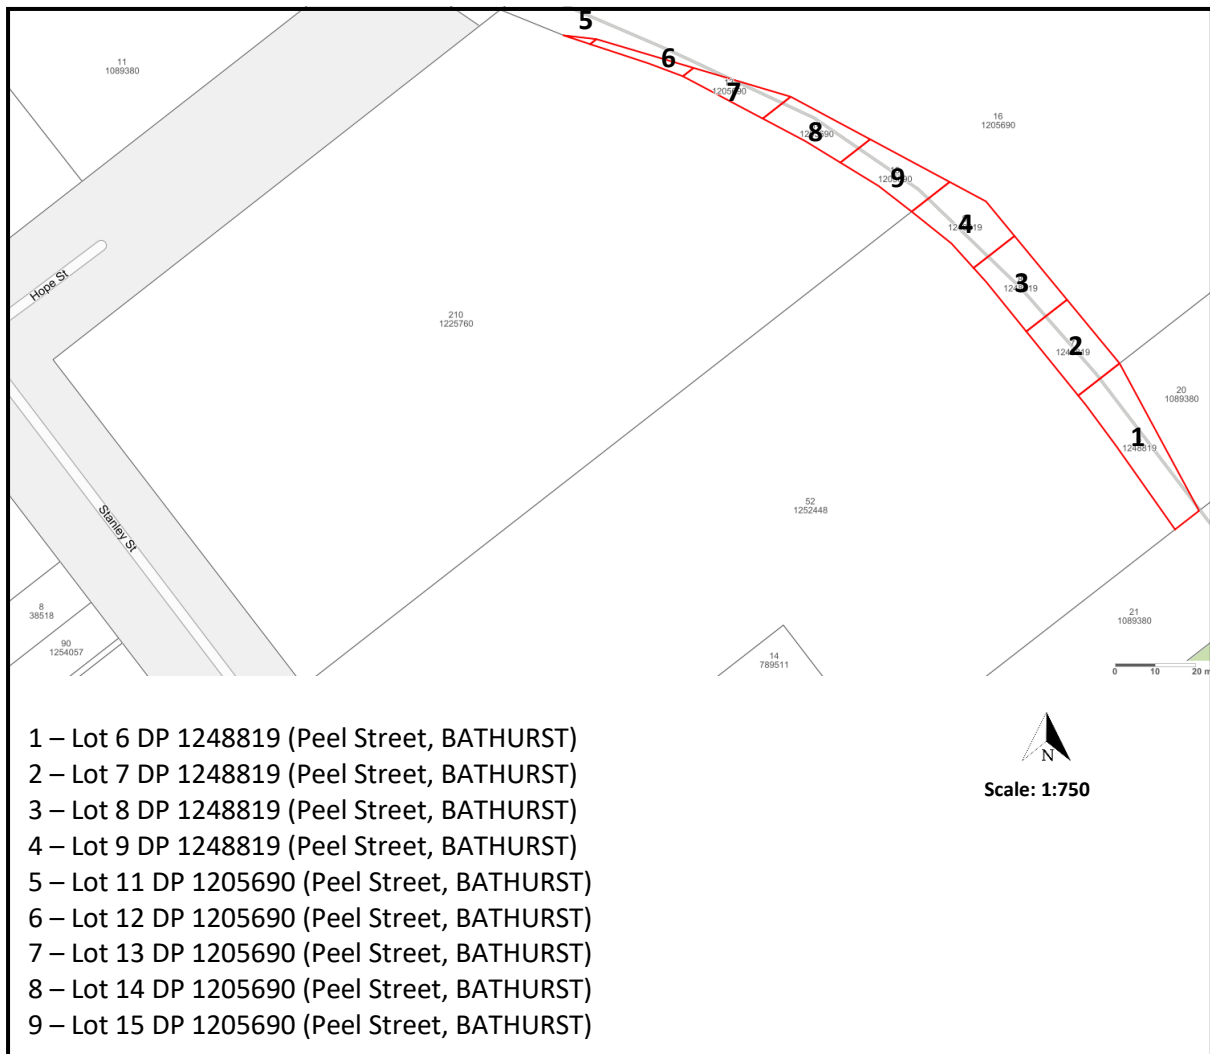 5
11
1089380
6
7
1205690
16
1205690
8
9
4
Hope St
3
210
1225760
2
20
1089380
1
1248819
52
1252448
Stanley St
8
38518
90
1254057
14
789511
21
1089380
0 10 20 m
1 – Lot 6 DP 1248819 (Peel Street, BATHURST)
2 – Lot 7 DP 1248819 (Peel Street, BATHURST)
3 – Lot 8 DP 1248819 (Peel Street, BATHURST)
4 – Lot 9 DP 1248819 (Peel Street, BATHURST)
5 – Lot 11 DP 1205690 (Peel Street, BATHURST)
6 – Lot 12 DP 1205690 (Peel Street, BATHURST)
7 – Lot 13 DP 1205690 (Peel Street, BATHURST)
8 – Lot 14 DP 1205690 (Peel Street, BATHURST)
9 – Lot 15 DP 1205690 (Peel Street, BATHURST)
N
Scale: 1:750